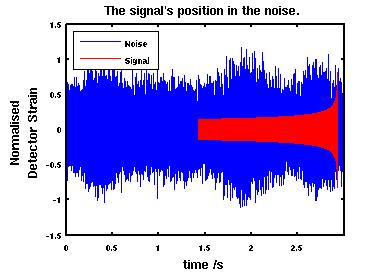 The signal's position in the noise.
1.5
1
0.5
0
-0.5
-1
-1.5
Normalised
Detector Strain
Noise
Signal
0 0.5 1 1.5 2 2.5
time /s